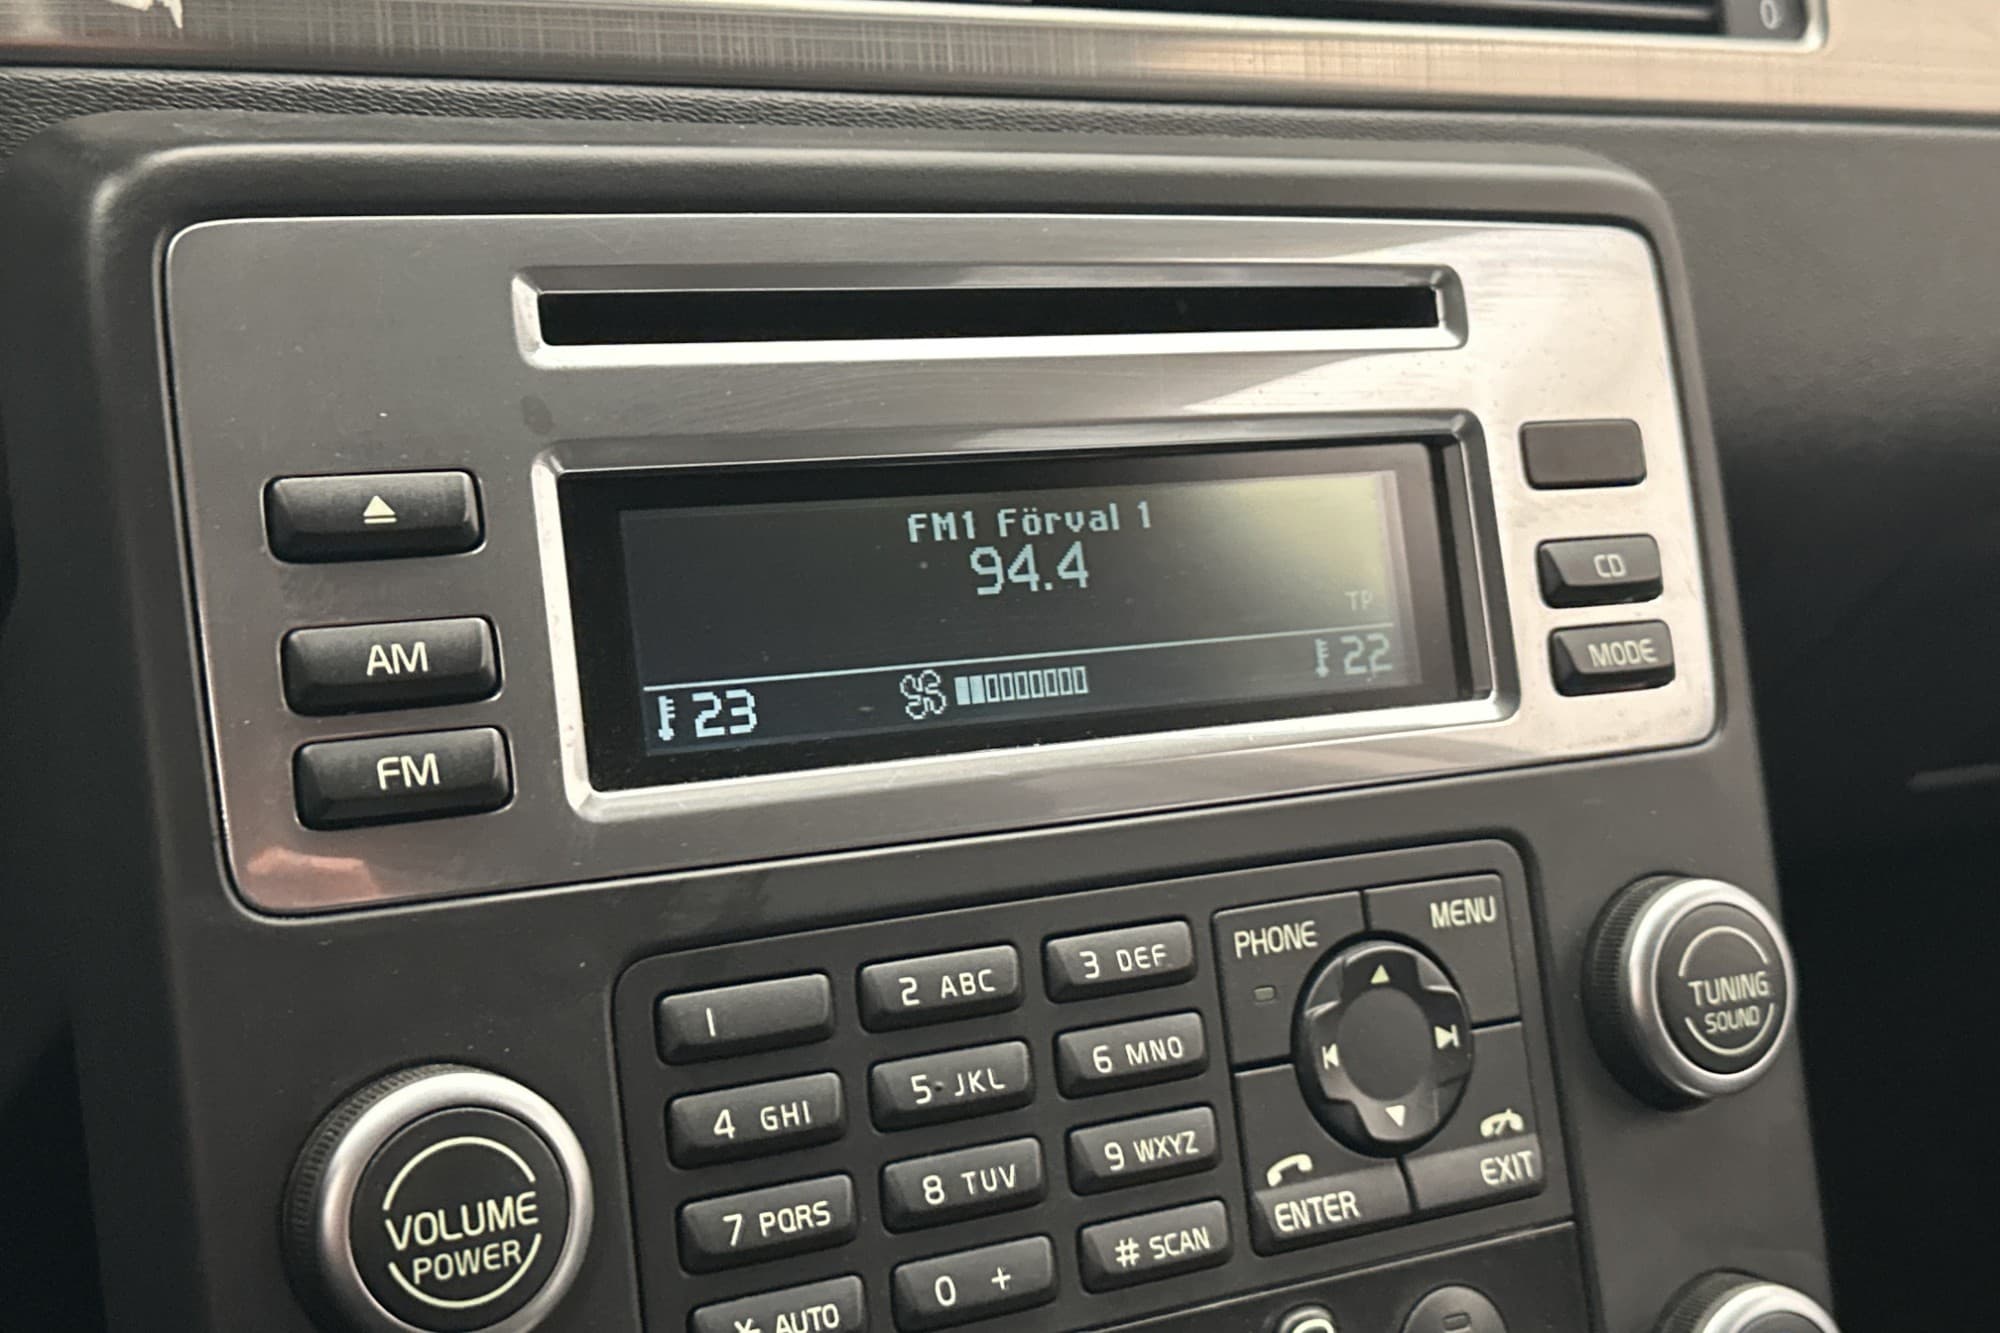 0
FM1 Förval 1
94.4
TP
23
22
AM
FM
CD
MODE
PHONE
MENU
1
2 ABC
3 DEF
4 GHI
5 JKL
6 MNO
7 PQRS
8 TUV
9 WXYZ
* AUTO
0 +
# SCAN
ENTER
EXIT
VOLUME
POWER
TUNING
SOUND